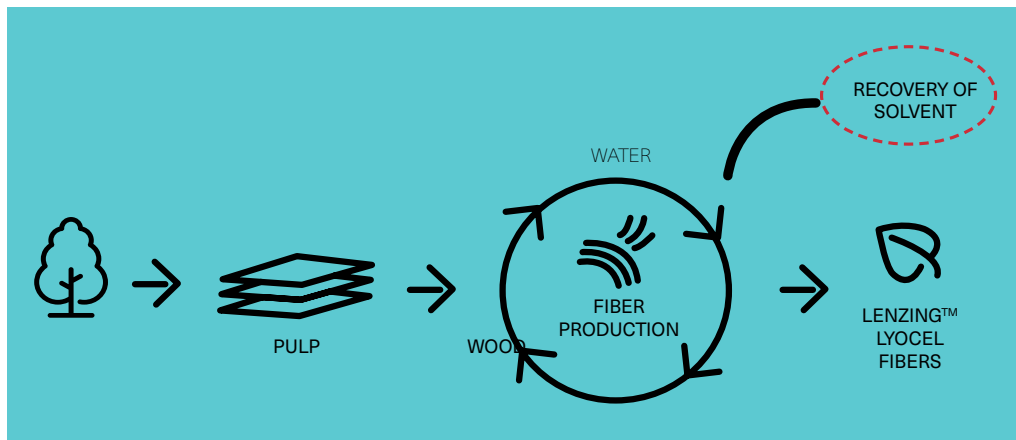 RECOVERY OF
SOLVENT
WATER
PULP
WOOD
FIBER
PRODUCTION
LENZING™
LYOCEL
FIBERS